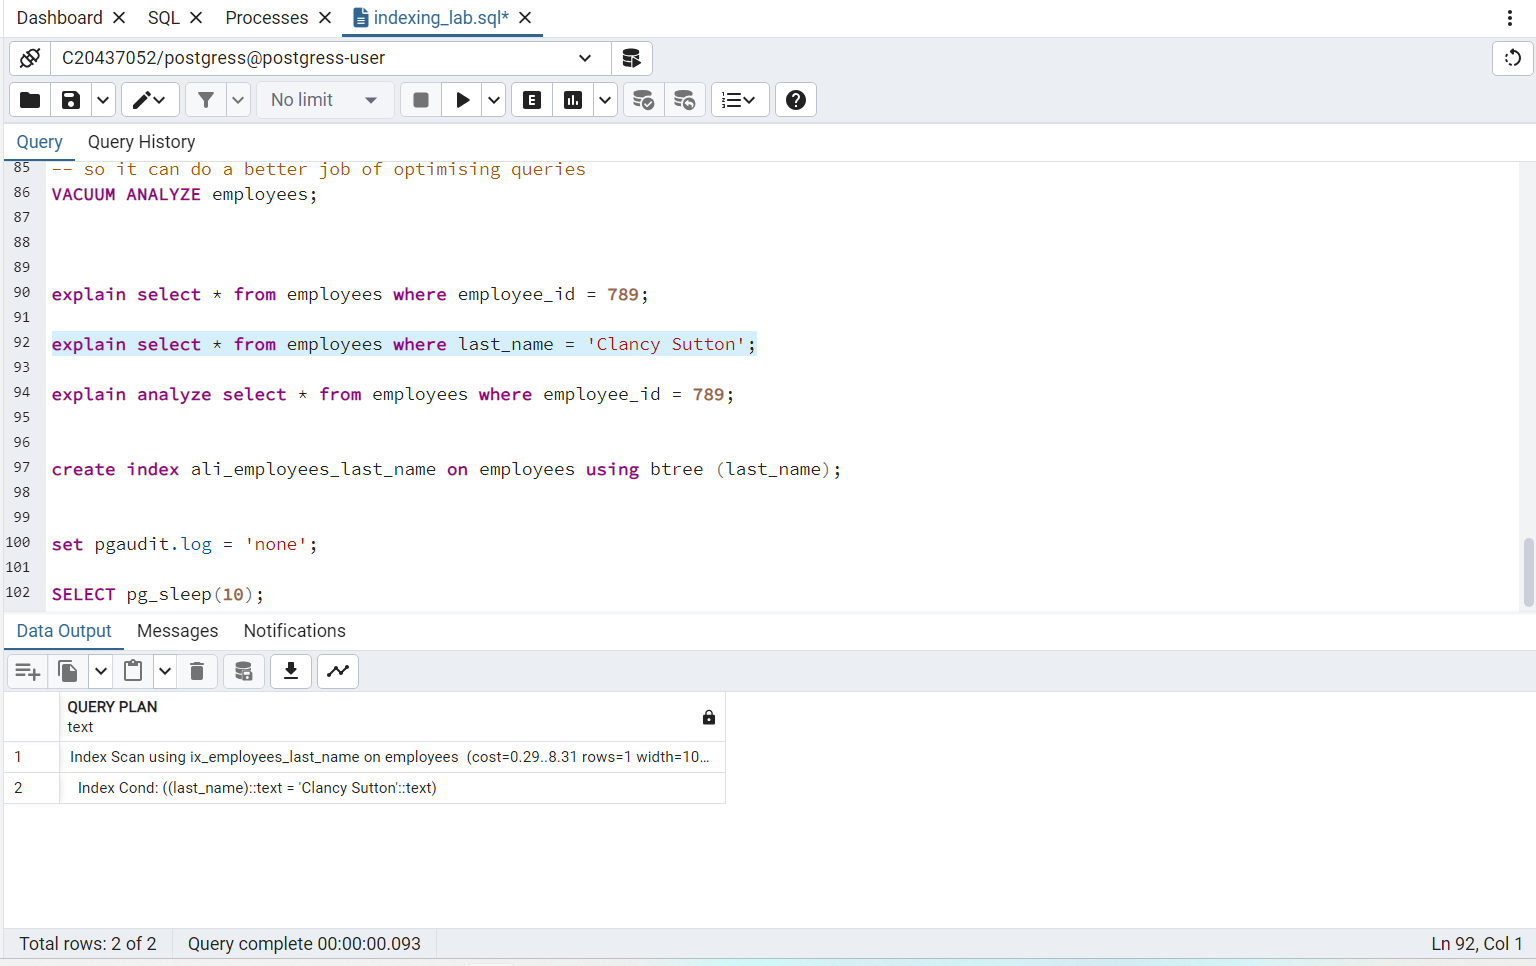 Dashboard SQL Processes indexing_lab.sql*
C20437052/postgress@postgress-user
No limit E
Query Query History
85 -- so it can do a better job of optimising queries
86 VACUUM ANALYZE employees;
87
88
89
90 explain select * from employees where employee_id = 789;
91
92 explain select * from employees where last_name = 'Clancy Sutton';
93
94 explain analyze select * from employees where employee_id = 789;
95
96
97 create index ali_employees_last_name on employees using btree (last_name);
98
99
100 set pgaudit.log = 'none';
101
102 SELECT pg_sleep(10);
Data Output Messages Notifications
QUERY PLAN
text
1 Index Scan using ix_employees_last_name on employees (cost=0.29..8.31 rows=1 width=10...
2 Index Cond: ((last_name)::text = 'Clancy Sutton'::text)
Total rows: 2 of 2 Query complete 00:00:00.093 Ln 92, Col 1